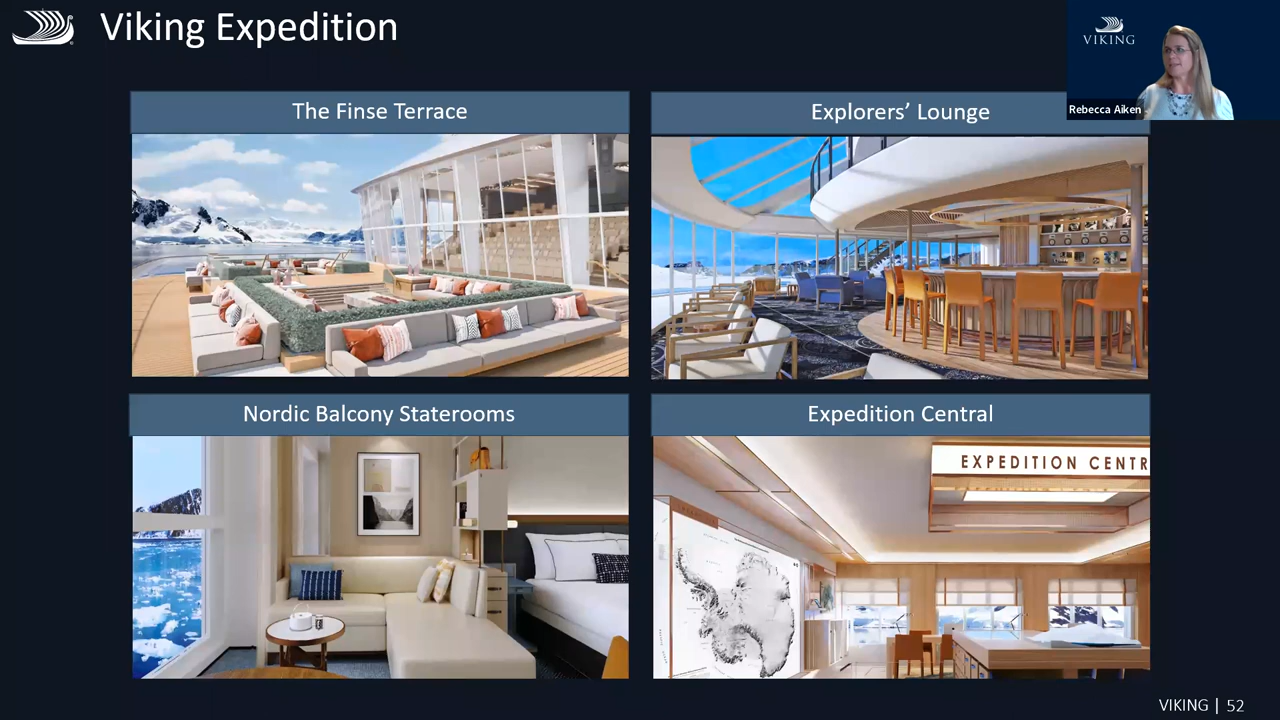 Viking Expedition
VIKING
Rebecca Aiken
The Finse Terrace
Explorers' Lounge
Nordic Balcony Staterooms
Expedition Central
EXPEDITION CENTR
VIKING | 52